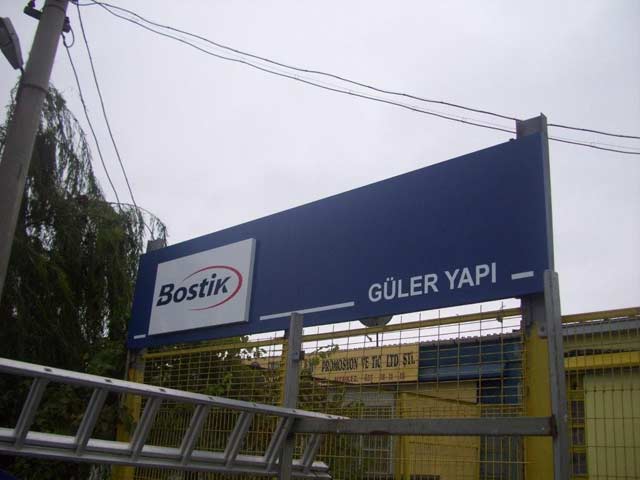 Bostik
GÜLER YAPI
PROMOSYON VE TİC LTD ŞTİ.